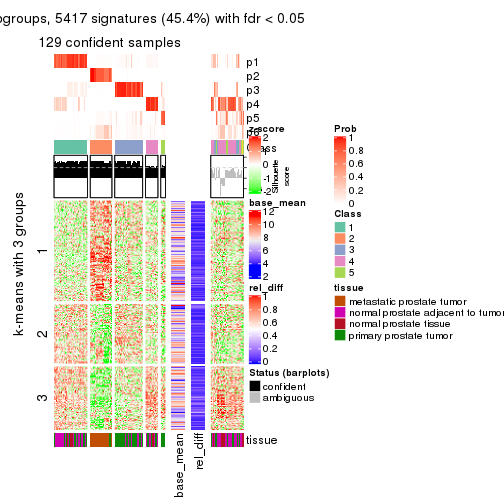 ogroups, 5417 signatures (45.4%) with fdr < 0.05
129 confident samples
p1
p2
p3
p4
p5
z-score
2
-2
Silhouette
score
base_mean
12
10
8
6
4
2
rel_diff
1
0.8
0.6
0.4
0.2
0
Status (barplots)
confident
ambiguous
Prob
1
0.8
0.6
0.4
0.2
0
Class
1
2
3
4
5
tissue
metastatic prostate tumor
normal prostate adjacent to tumor
normal prostate tissue
primary prostate tumor
k-means with 3 groups
1
2
3
tissue
base_mean
rel_diff